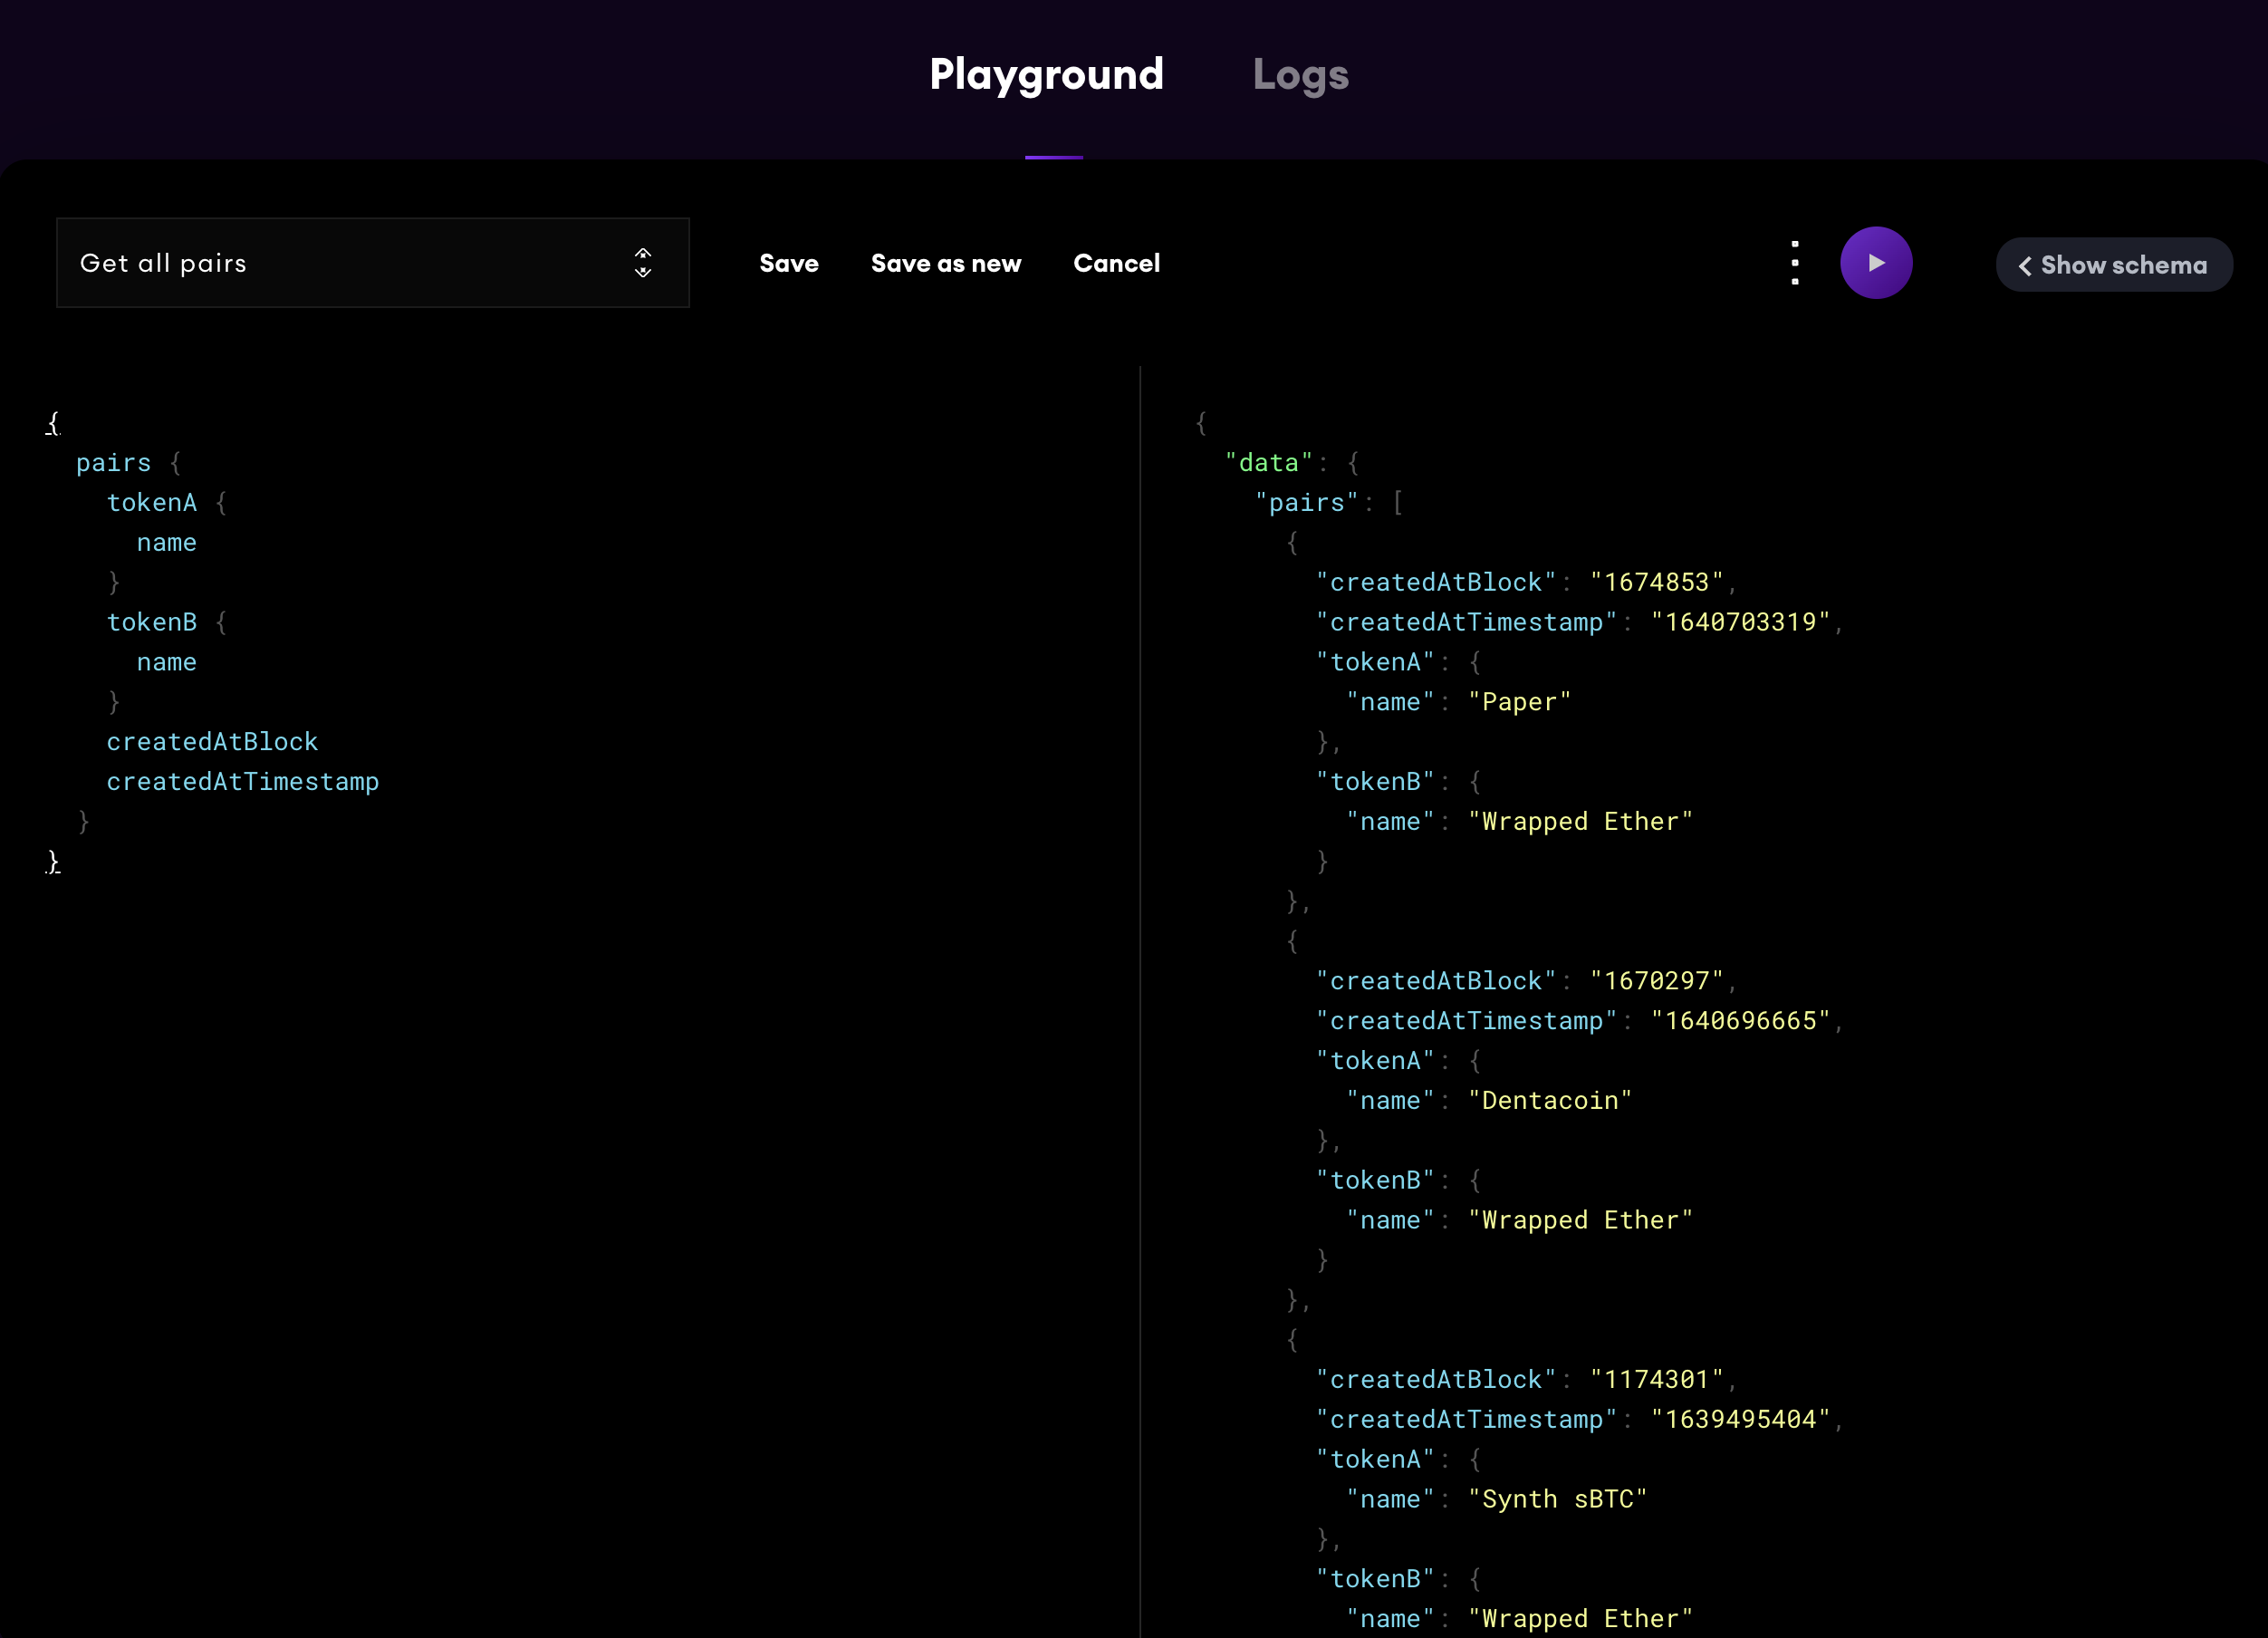 Playground Logs
Get all pairs Save Save as new Cancel Show schema
{
  pairs {
    tokenA {
      name
    }
    tokenB {
      name
    }
    createdAtBlock
    createdAtTimestamp
  }
}
{
  "data": {
    "pairs": [
      {
        "createdAtBlock": "1674853",
        "createdAtTimestamp": "1640703319",
        "tokenA": {
          "name": "Paper"
        },
        "tokenB": {
          "name": "Wrapped Ether"
        }
      },
      {
        "createdAtBlock": "1670297",
        "createdAtTimestamp": "1640696665",
        "tokenA": {
          "name": "Dentacoin"
        },
        "tokenB": {
          "name": "Wrapped Ether"
        }
      },
      {
        "createdAtBlock": "1174301",
        "createdAtTimestamp": "1639495404",
        "tokenA": {
          "name": "Synth sBTC"
        },
        "tokenB": {
          "name": "Wrapped Ether"